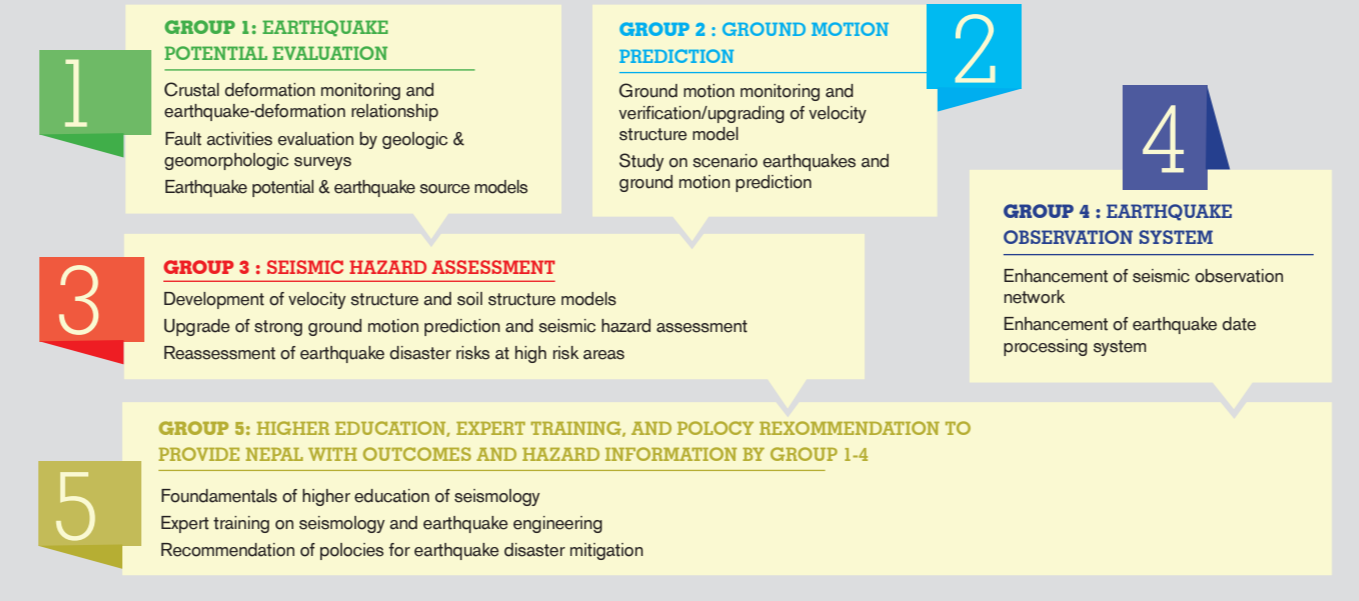 1
GROUP 1: EARTHQUAKE
POTENTIAL EVALUATION
Crustal deformation monitoring and
earthquake-deformation relationship
Fault activities evaluation by geologic &
geomorphologic surveys
Earthquake potential & earthquake source models
2
GROUP 2 : GROUND MOTION
PREDICTION
Ground motion monitoring and
verification/upgrading of velocity
structure model
Study on scenario earthquakes and
ground motion prediction
3
GROUP 3 : SEISMIC HAZARD ASSESSMENT
Development of velocity structure and soil structure models
Upgrade of strong ground motion prediction and seismic hazard assessment
Reassessment of earthquake disaster risks at high risk areas
4
GROUP 4 : EARTHQUAKE
OBSERVATION SYSTEM
Enhancement of seismic observation
network
Enhancement of earthquake date
processing system
5
GROUP 5: HIGHER EDUCATION, EXPERT TRAINING, AND POLOCY REXOMMENDATION TO
PROVIDE NEPAL WITH OUTCOMES AND HAZARD INFORMATION BY GROUP 1-4
Foundamentals of higher education of seismology
Expert training on seismology and earthquake engineering
Recommendation of polocies for earthquake disaster mitigation